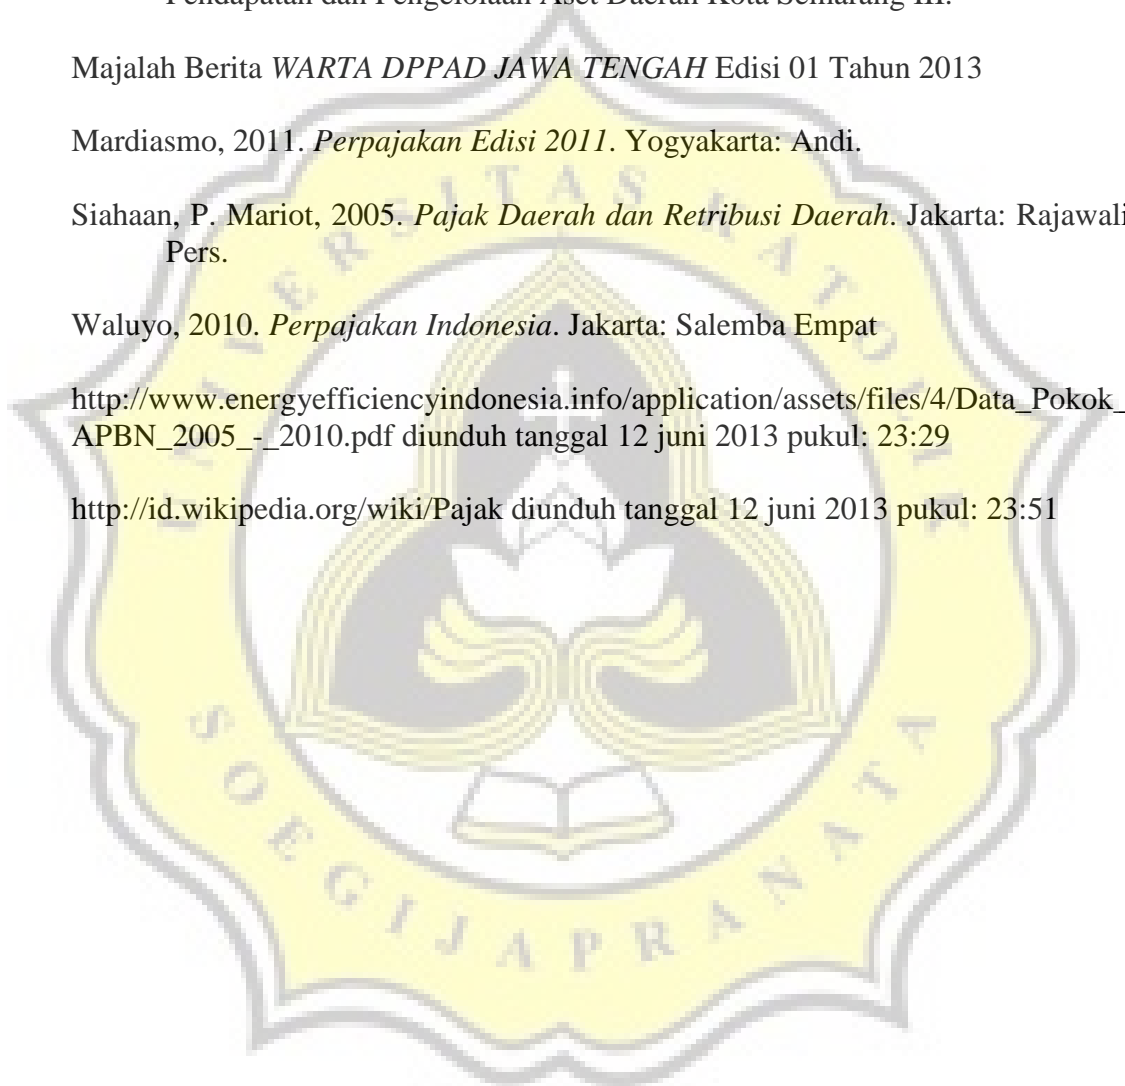 Pendapatan dan Pengelolaan Aset Daerah Kota Semarang III.
Majalah Berita WARTA DPPAD JAWA TENGAH Edisi 01 Tahun 2013
Mardiasmo, 2011. Perpajakan Edisi 2011. Yogyakarta: Andi.
Siahaan, P. Mariot, 2005. Pajak Daerah dan Retribusi Daerah. Jakarta: Rajawali
Pers.
Waluyo, 2010. Perpajakan Indonesia. Jakarta: Salemba Empat
http://www.energyefficiencyindonesia.info/application/assets/files/4/Data_Pokok_
APBN_2005_-_2010.pdf diunduh tanggal 12 juni 2013 pukul: 23:29
http://id.wikipedia.org/wiki/Pajak diunduh tanggal 12 juni 2013 pukul: 23:51
UNIVERSITAS KATOLIK
SOEGIJAPRANATA